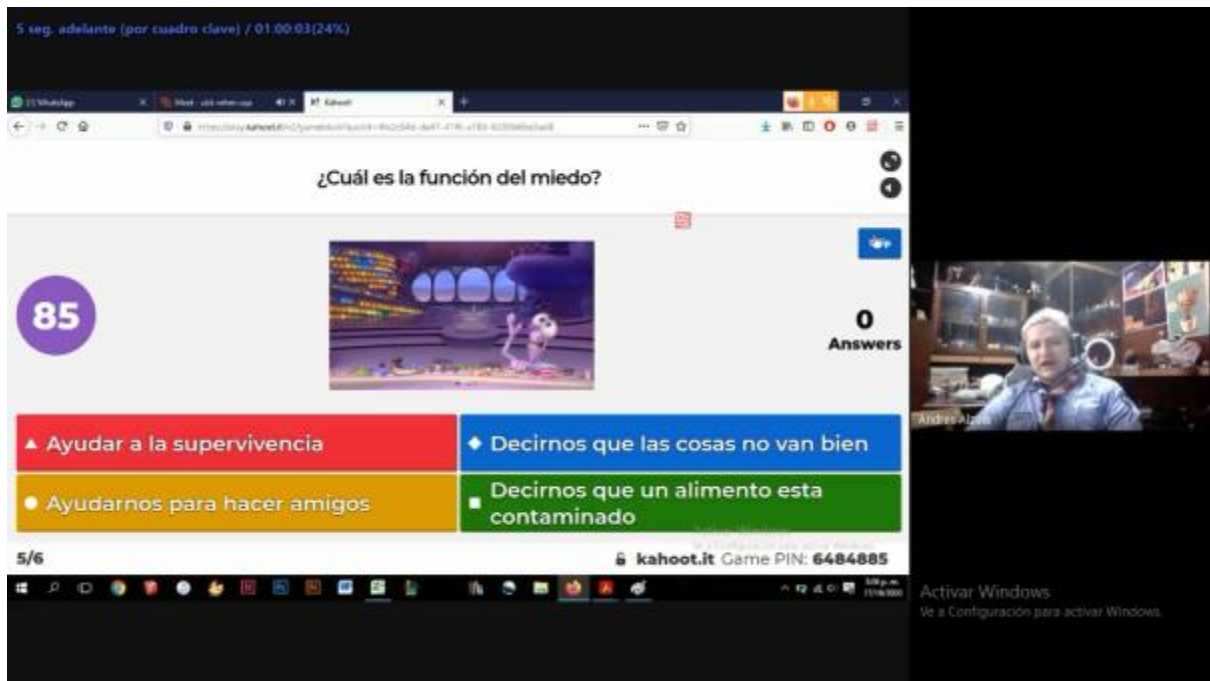 5 seg. adelante (por cuadro clave) / 01:00:03(24%)
WhatsApp
Kahoot!
¿Cuál es la función del miedo?
85
0
Answers
Ayudar a la supervivencia
Decirnos que las cosas no van bien
Ayudarnos para hacer amigos
Decirnos que un alimento esta
contaminado
5/6
kahoot.it Game PIN: 6484885
Andres
Activar Windows
Ve a Configuración para activar Windows.